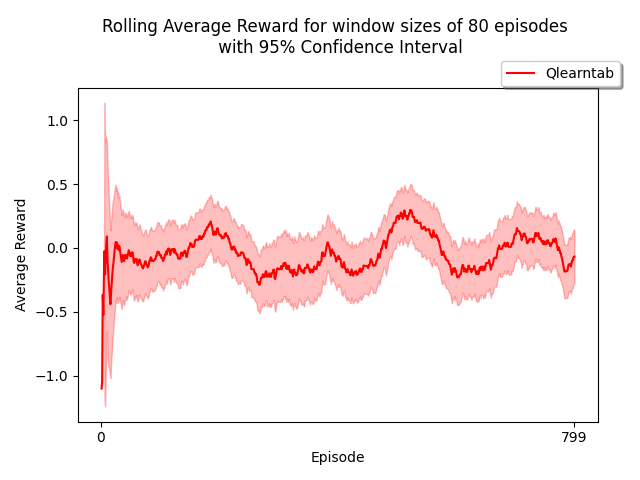 Rolling Average Reward for window sizes of 80 episodes
with 95% Confidence Interval
Qlearntab
1.0
0.5
0.0
−0.5
−1.0
Average Reward
0
799
Episode